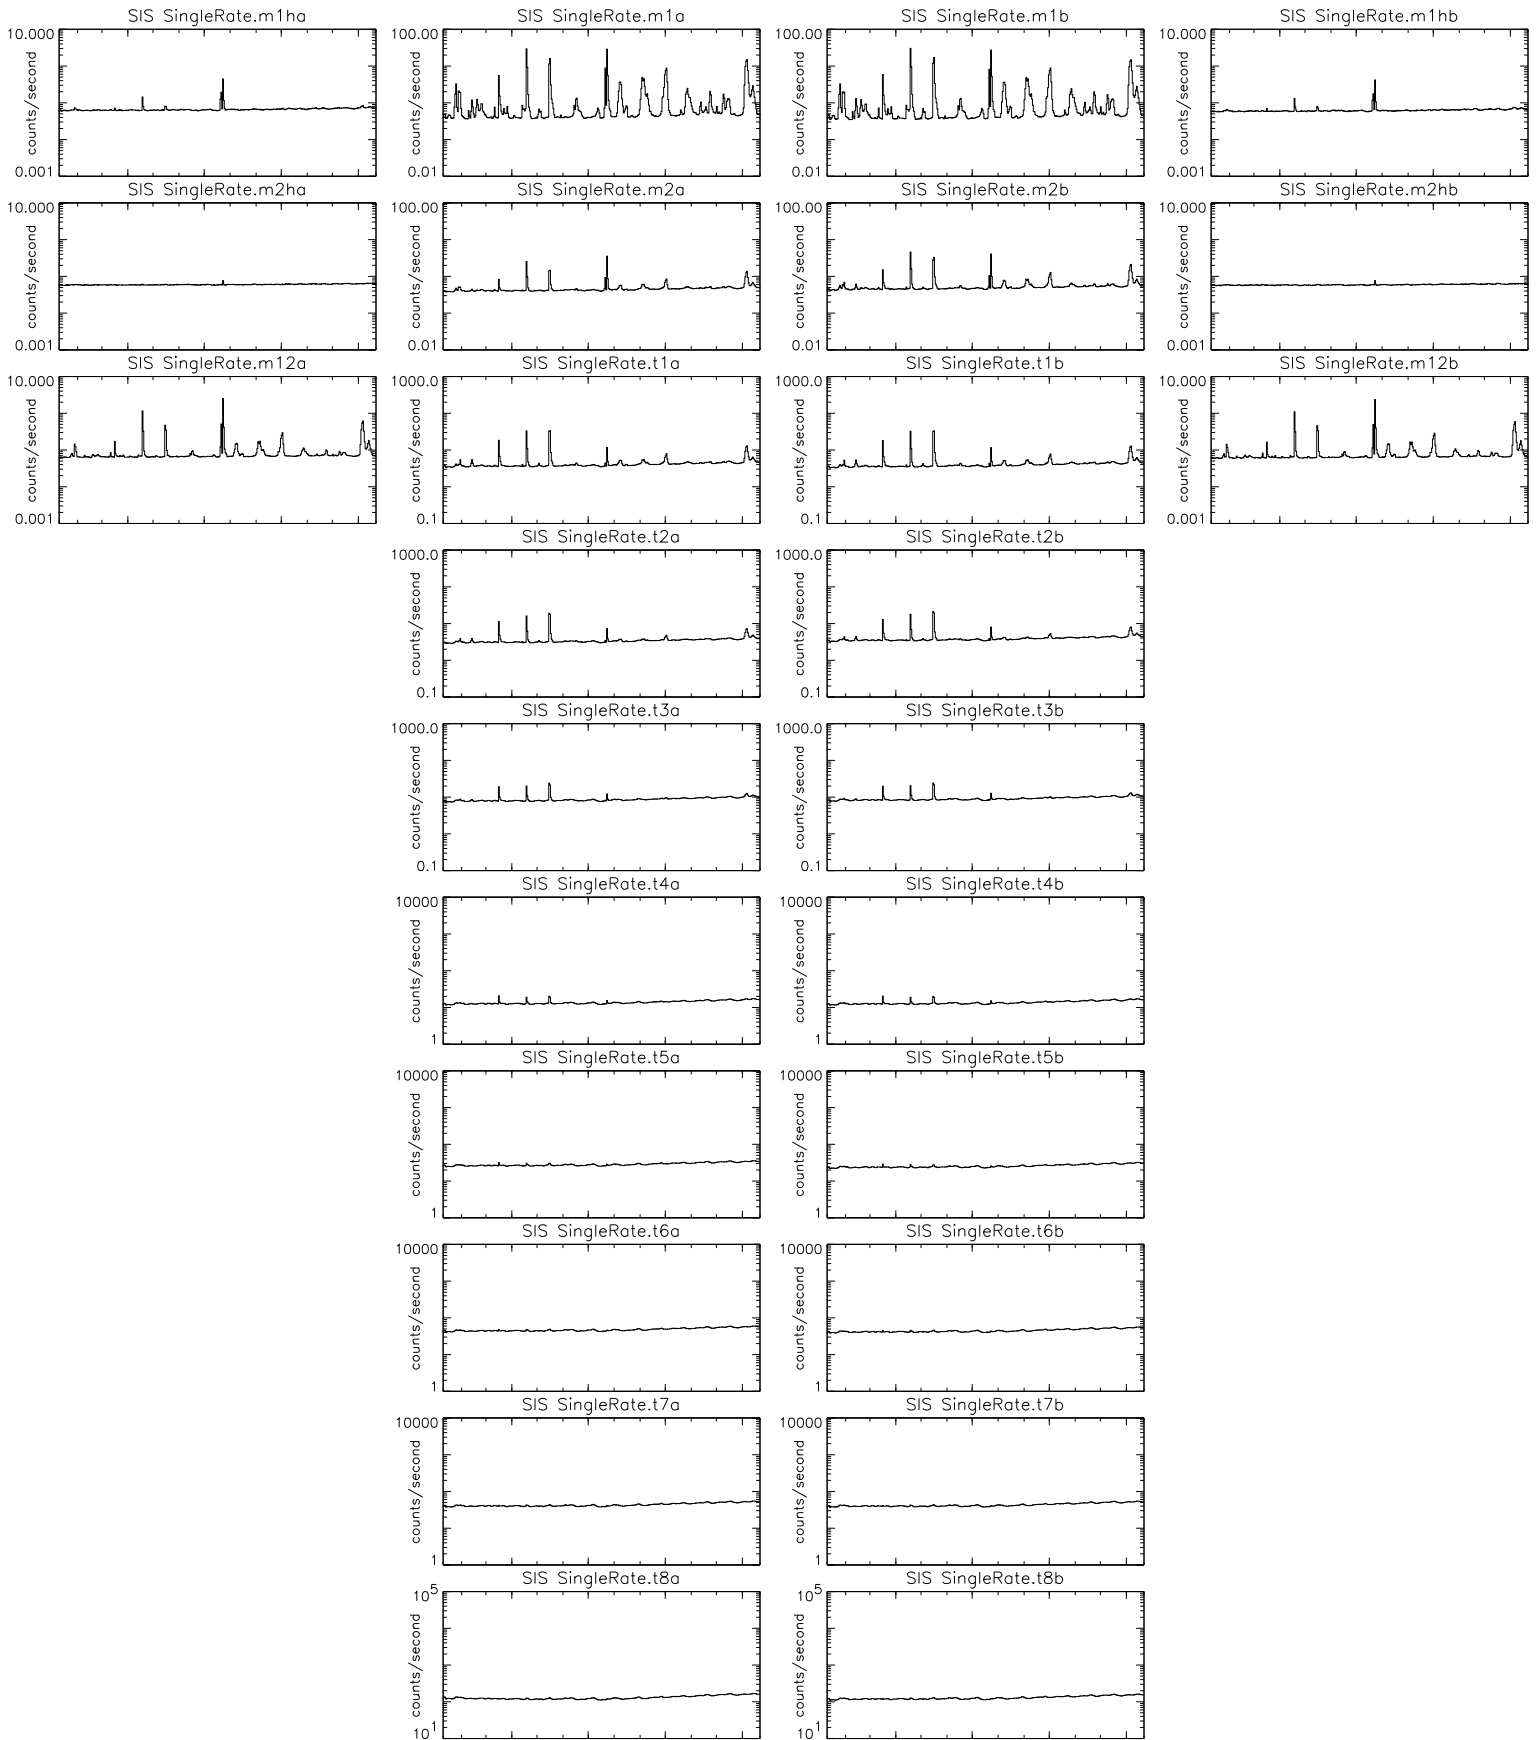 SIS SingleRate.m1ha
SIS SingleRate.m1a
SIS SingleRate.m1b
SIS SingleRate.m1hb
10.000
counts/second
0.001
100.00
counts/second
0.01
100.00
counts/second
0.01
10.000
counts/second
0.001
SIS SingleRate.m2ha
SIS SingleRate.m2a
SIS SingleRate.m2b
SIS SingleRate.m2hb
10.000
counts/second
0.001
100.00
counts/second
0.01
100.00
counts/second
0.01
10.000
counts/second
0.001
SIS SingleRate.m12a
SIS SingleRate.t1a
SIS SingleRate.t1b
SIS SingleRate.m12b
10.000
counts/second
0.001
1000.0
counts/second
0.1
1000.0
counts/second
0.1
10.000
counts/second
0.001
SIS SingleRate.t2a
SIS SingleRate.t2b
1000.0
counts/second
0.1
1000.0
counts/second
0.1
SIS SingleRate.t3a
SIS SingleRate.t3b
1000.0
counts/second
0.1
1000.0
counts/second
0.1
SIS SingleRate.t4a
SIS SingleRate.t4b
10000
counts/second
1
10000
counts/second
1
SIS SingleRate.t5a
SIS SingleRate.t5b
10000
counts/second
1
10000
counts/second
1
SIS SingleRate.t6a
SIS SingleRate.t6b
10000
counts/second
1
10000
counts/second
1
SIS SingleRate.t7a
SIS SingleRate.t7b
10000
counts/second
1
10000
counts/second
1
SIS SingleRate.t8a
SIS SingleRate.t8b
10⁵
counts/second
10¹
10⁵
counts/second
10¹